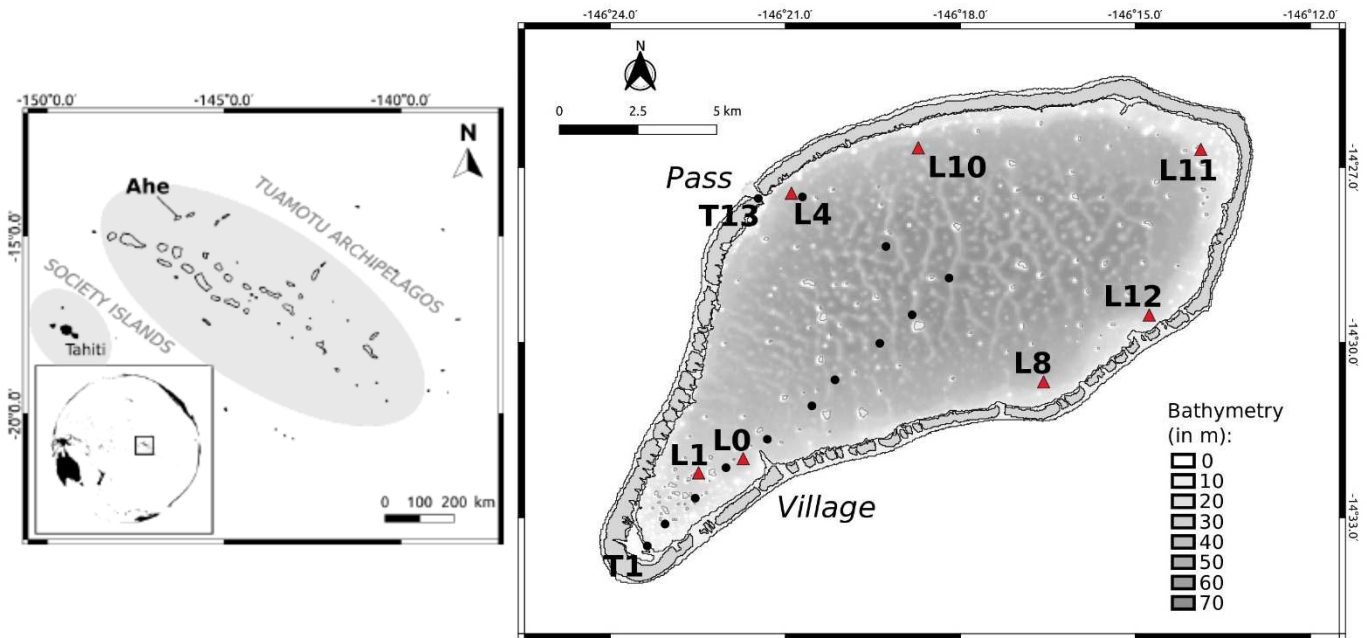 -150°0.0'
-145°0.0'
-140°0.0'
-15°0.0'
-20°0.0'
N
Ahe
TUAMOTU ARCHIPELAGOS
SOCIETY ISLANDS
Tahiti
0 100 200 km
-146°24.0'
-146°21.0'
-146°18.0'
-146°15.0'
-146°12.0'
N
0 2.5 5 km
Pass
T13
L4
L10
L11
L12
L8
L0
L1
T1
Village
-14°27.0'
-14°30.0'
-14°33.0'
Bathymetry
(in m):
0
10
20
30
40
50
60
70